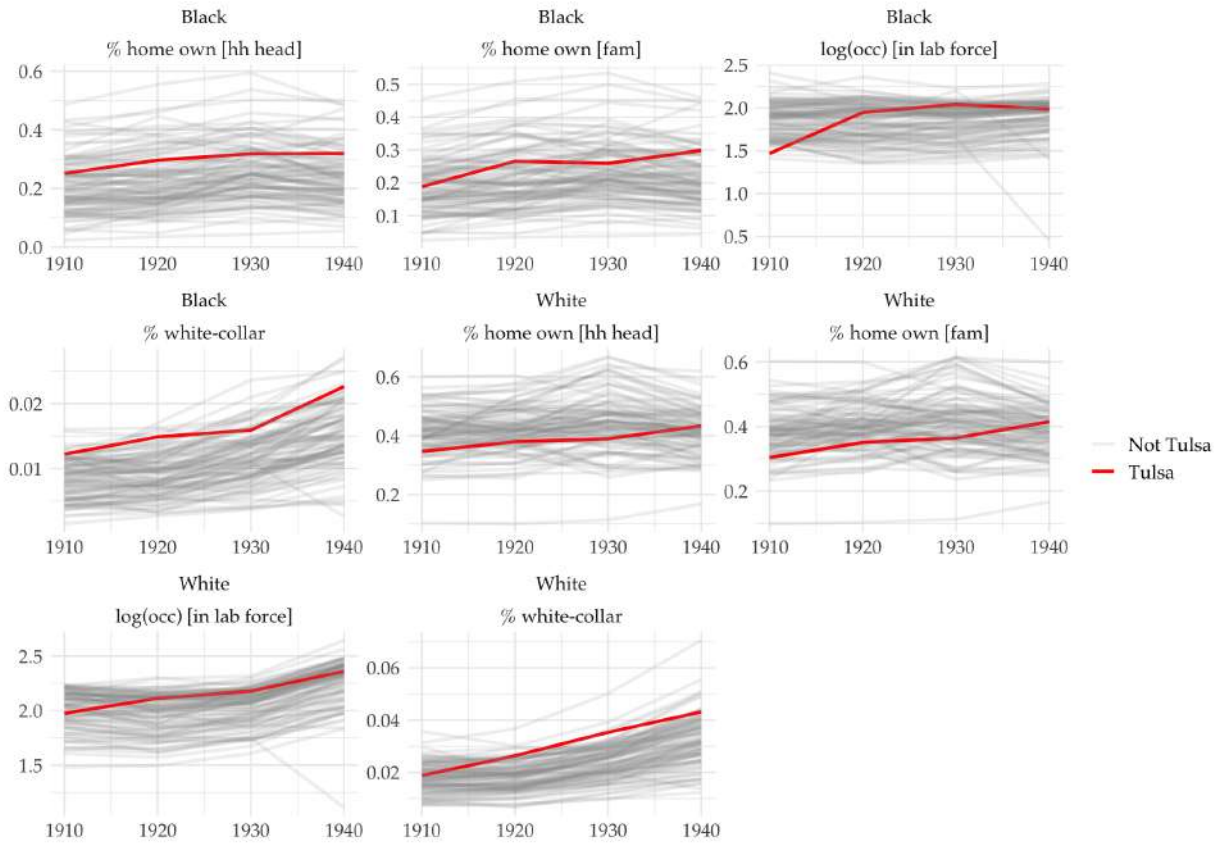 Black
% home own [hh head]
0.6
0.4
0.2
0.0
1910 1920 1930 1940
Black
% home own [fam]
0.5
0.4
0.3
0.2
0.1
1910 1920 1930 1940
Black
log(occ) [in lab force]
2.5
2.0
1.5
1.0
0.5
1910 1920 1930 1940
Black
% white-collar
0.02
0.01
1910 1920 1930 1940
White
% home own [hh head]
0.6
0.4
0.2
1910 1920 1930 1940
White
% home own [fam]
0.6
0.4
0.2
1910 1920 1930 1940
Not Tulsa
Tulsa
White
log(occ) [in lab force]
2.5
2.0
1.5
1910 1920 1930 1940
White
% white-collar
0.06
0.04
0.02
1910 1920 1930 1940